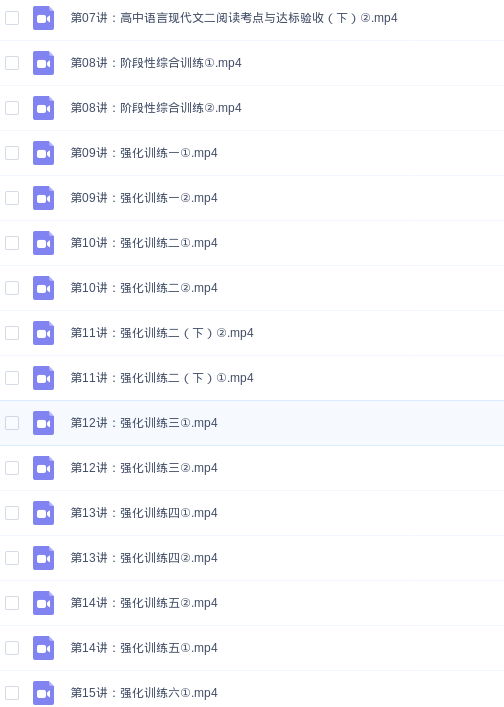 第07讲：高中语言现代文二阅读考点与达标验收（下）②.mp4
第08讲：阶段性综合训练①.mp4
第08讲：阶段性综合训练②.mp4
第09讲：强化训练一①.mp4
第09讲：强化训练一②.mp4
第10讲：强化训练二①.mp4
第10讲：强化训练二②.mp4
第11讲：强化训练二（下）②.mp4
第11讲：强化训练二（下）①.mp4
第12讲：强化训练三①.mp4
第12讲：强化训练三②.mp4
第13讲：强化训练四①.mp4
第13讲：强化训练四②.mp4
第14讲：强化训练五②.mp4
第14讲：强化训练五①.mp4
第15讲：强化训练六①.mp4